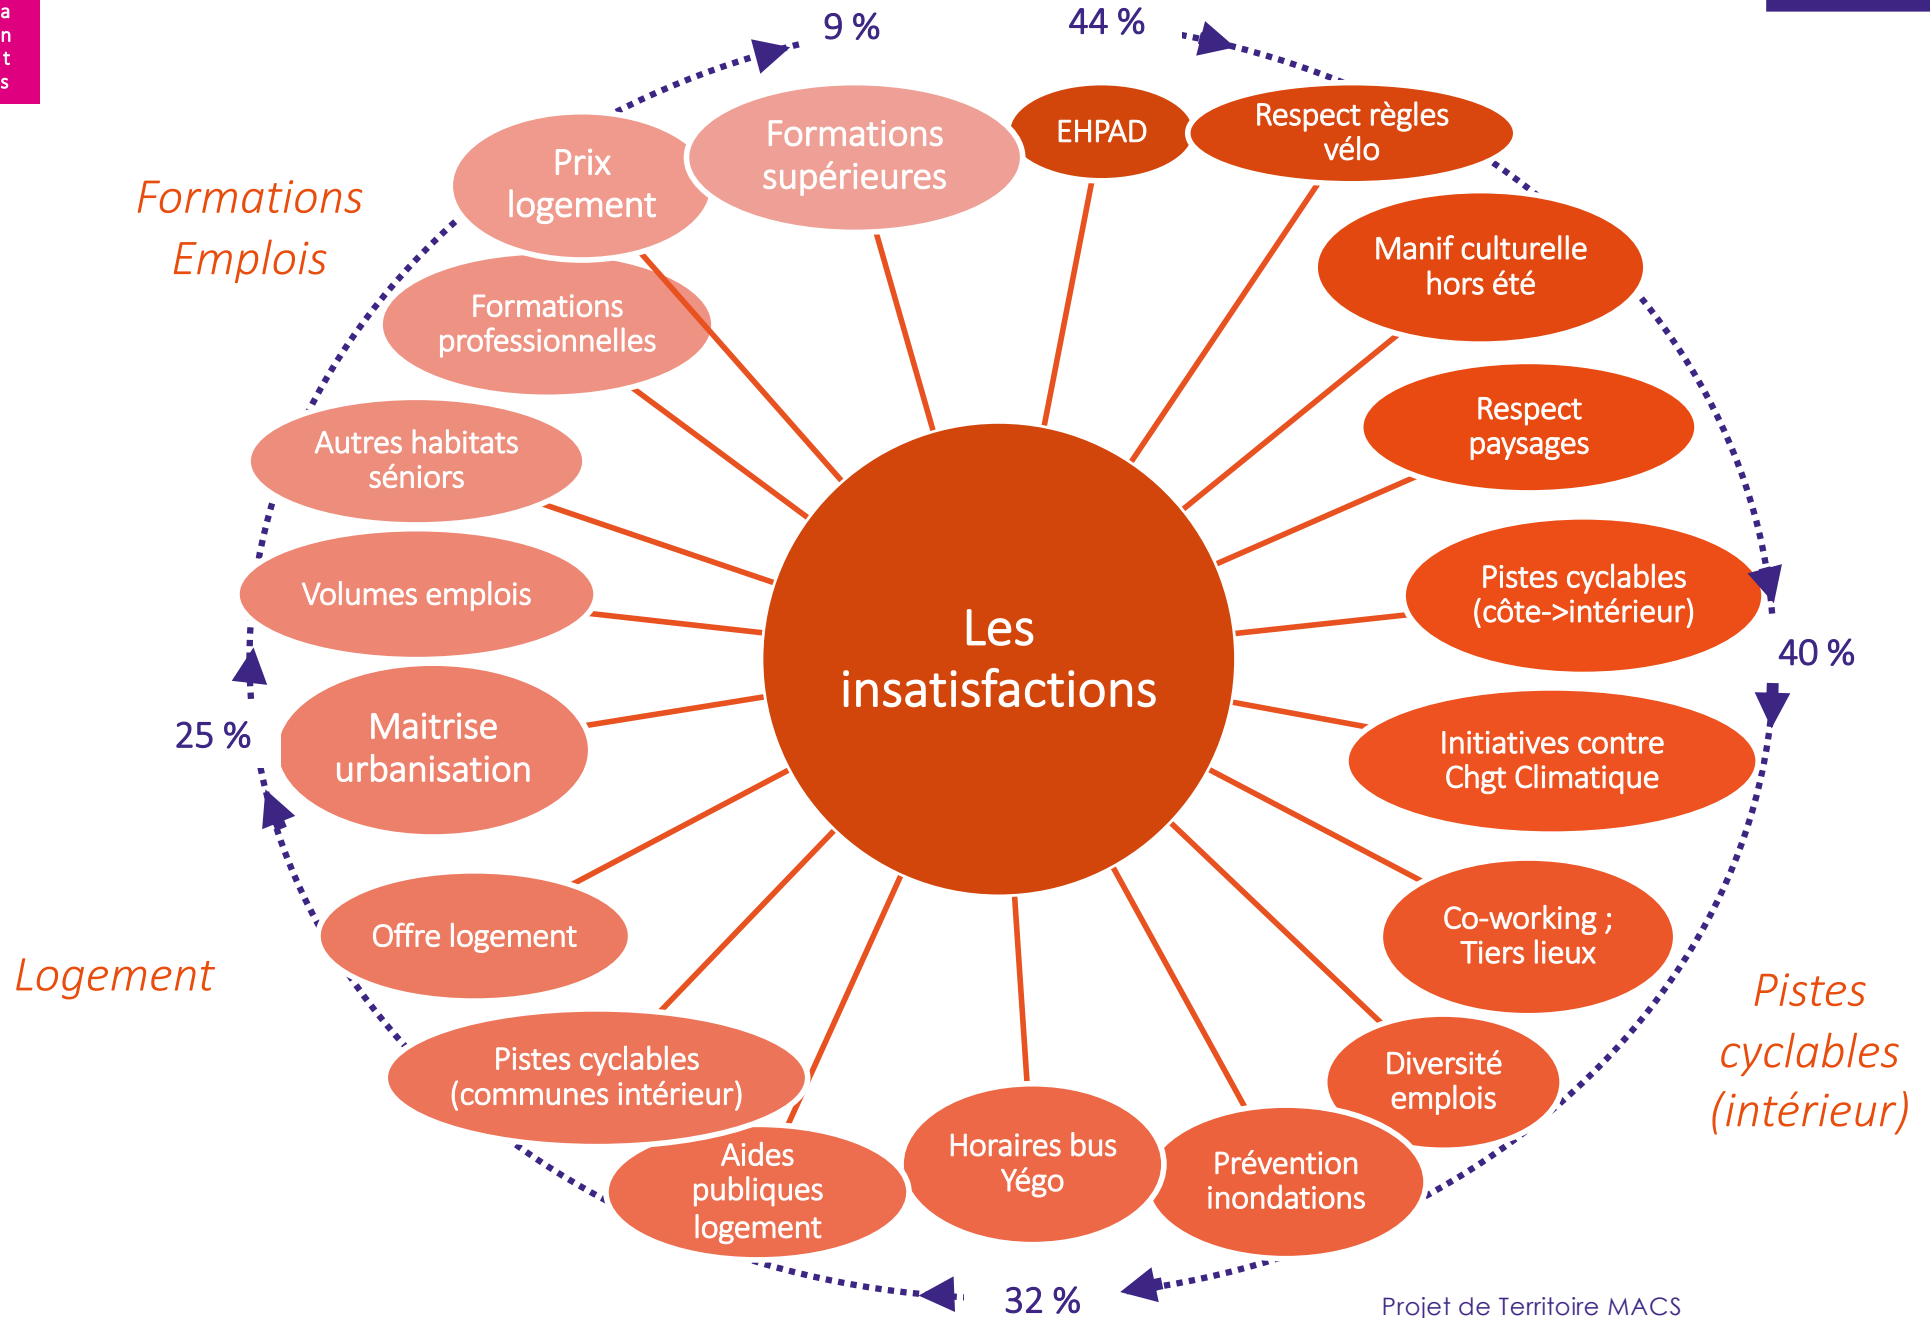 a
n
t
s
9 %
44 %
Formations
supérieures
EHPAD
Respect règles
vélo
Prix
logement
Formations
Emplois
Manif culturelle
hors été
Formations
professionnelles
Respect
paysages
Autres habitats
séniors
Pistes cyclables
(côte->intérieur)
Volumes emplois
Les
insatisfactions
40 %
25 %
Maitrise
urbanisation
Initiatives contre
Chgt Climatique
Offre logement
Co-working ;
Tiers lieux
Logement
Pistes
cyclables
(intérieur)
Pistes cyclables
(communes intérieur)
Diversité
emplois
Aides
publiques
logement
Horaires bus
Yégo
Prévention
inondations
32 %
Projet de Territoire MACS